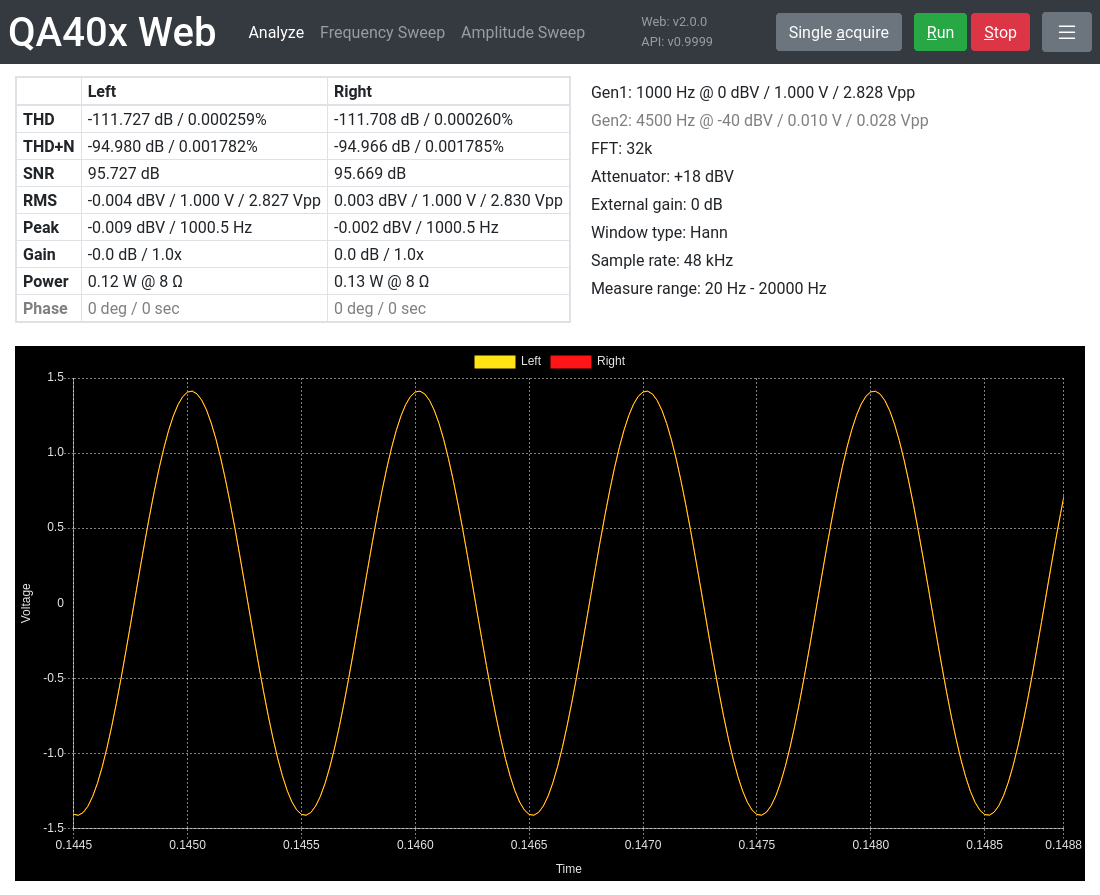 QA40x Web Analyze Frequency Sweep Amplitude Sweep Web: v2.0.0 API: v0.9999 Single acquire Run Stop
Left Right
THD -111.727 dB / 0.000259% -111.708 dB / 0.000260%
THD+N -94.980 dB / 0.001782% -94.966 dB / 0.001785%
SNR 95.727 dB 95.669 dB
RMS -0.004 dBV / 1.000 V / 2.827 Vpp 0.003 dBV / 1.000 V / 2.830 Vpp
Peak -0.009 dBV / 1000.5 Hz -0.002 dBV / 1000.5 Hz
Gain -0.0 dB / 1.0x 0.0 dB / 1.0x
Power 0.12 W @ 8 Ω 0.13 W @ 8 Ω
Phase 0 deg / 0 sec 0 deg / 0 sec
Gen1: 1000 Hz @ 0 dBV / 1.000 V / 2.828 Vpp
Gen2: 4500 Hz @ -40 dBV / 0.010 V / 0.028 Vpp
FFT: 32k
Attenuator: +18 dBV
External gain: 0 dB
Window type: Hann
Sample rate: 48 kHz
Measure range: 20 Hz - 20000 Hz
Left Right
1.5
1.0
0.5
0
-0.5
-1.0
-1.5
Voltage
0.1445 0.1450 0.1455 0.1460 0.1465 0.1470 0.1475 0.1480 0.1485 0.1488
Time